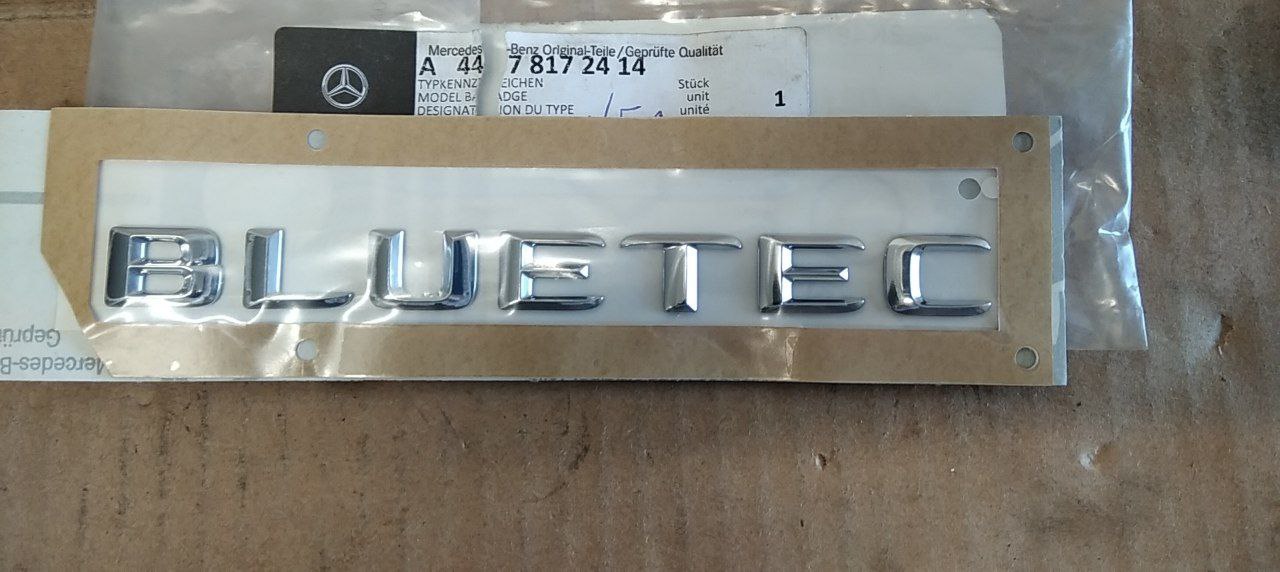 Mercedes-Benz Original-Teile/Geprüfte Qualität
A 44 7 817 24 14
TYPKENNZEICHEN Stück
MODEL BADGE unit 1
DESIGNATION DU TYPE unité
BLUETEC
Geprü
Mercedes-B